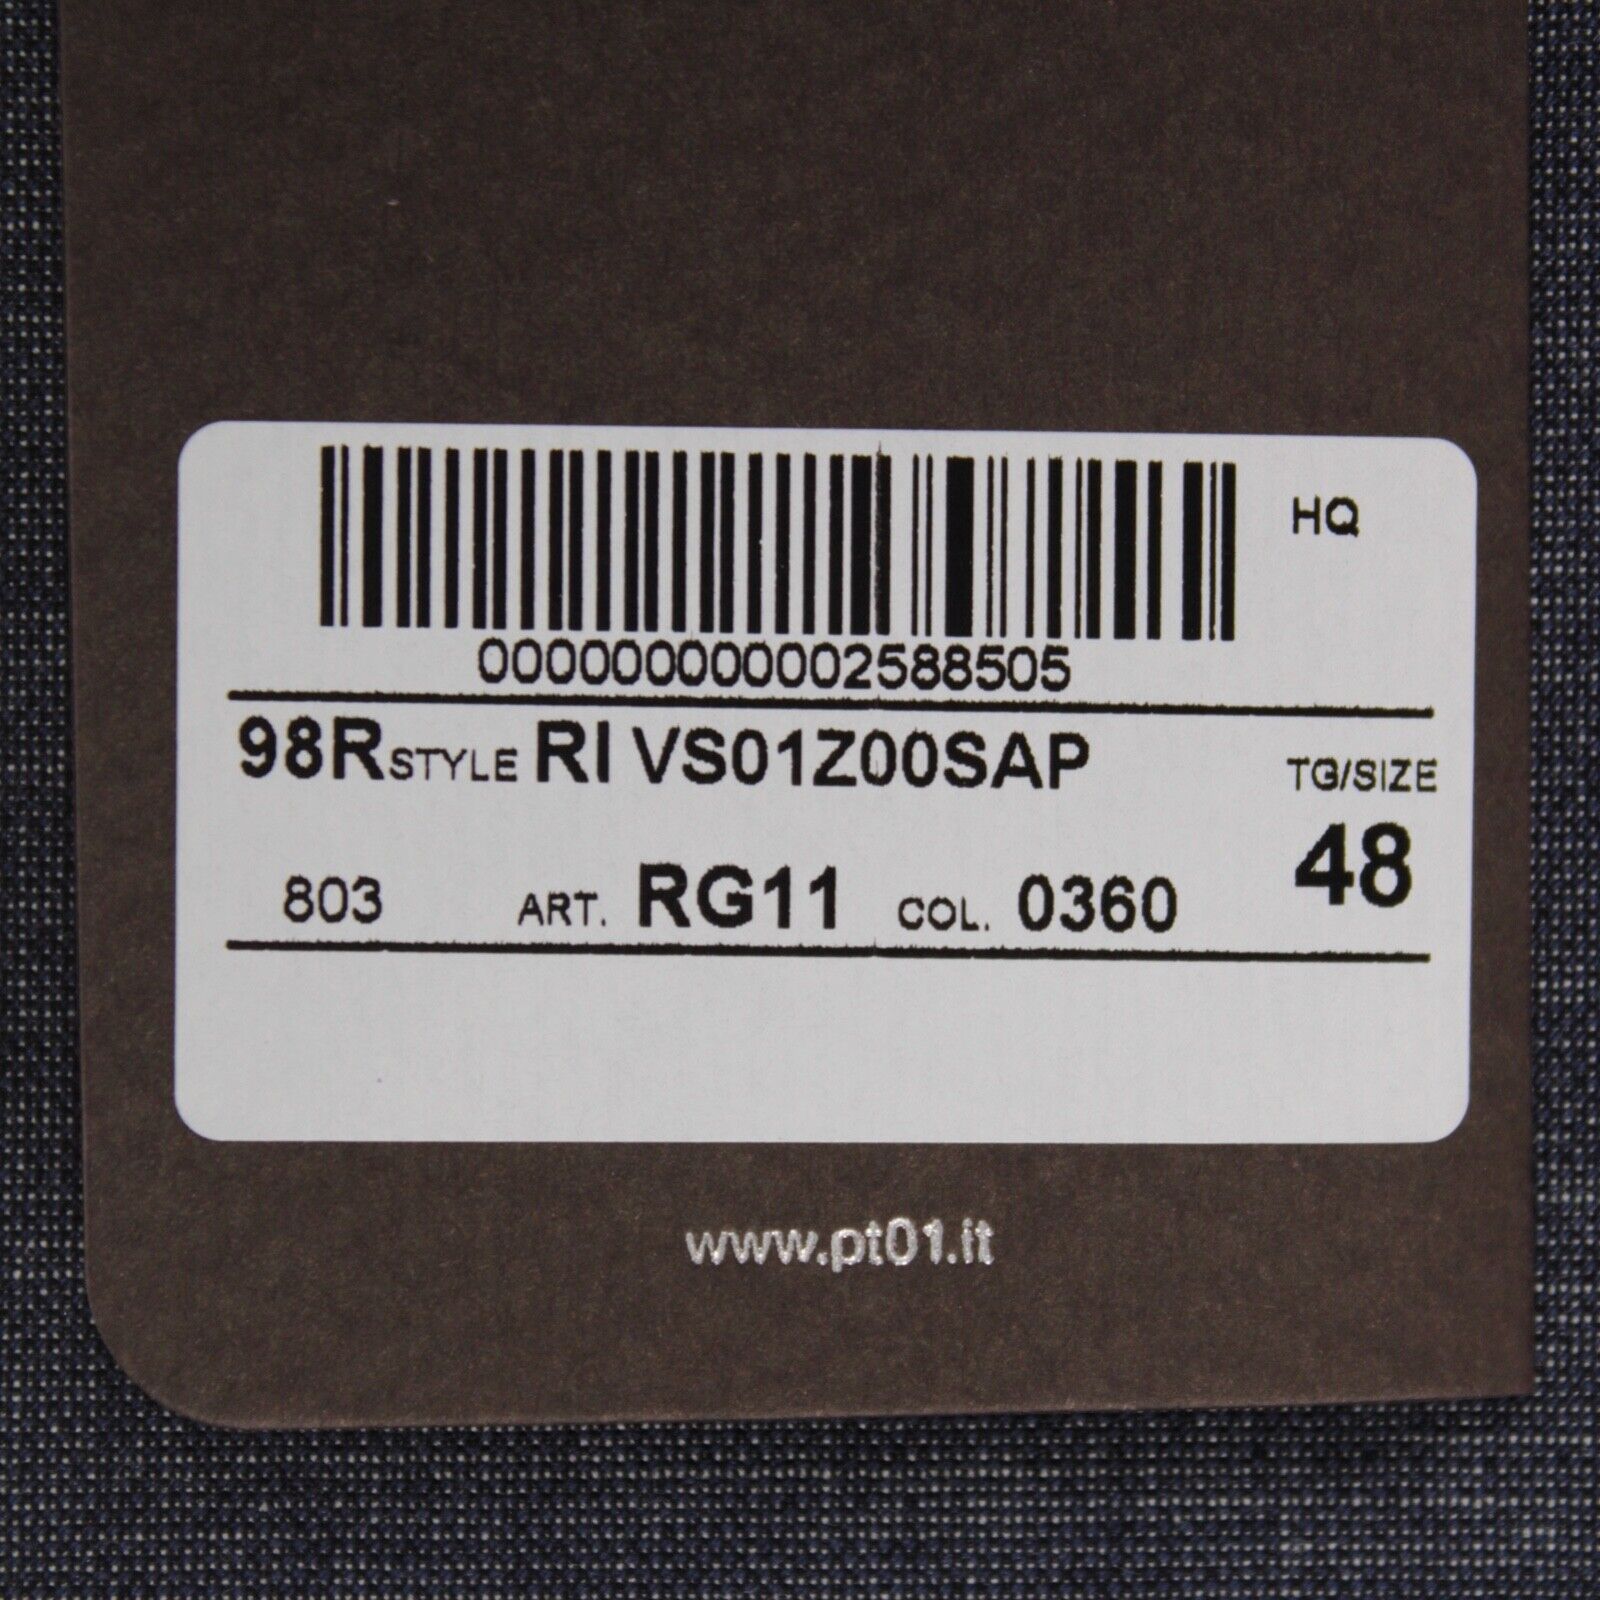 HQ
000000000002588505
98R STYLE RI VS01Z00SAP
TG/SIZE
48
803 ART. RG11 COL. 0360
www.pt01.it